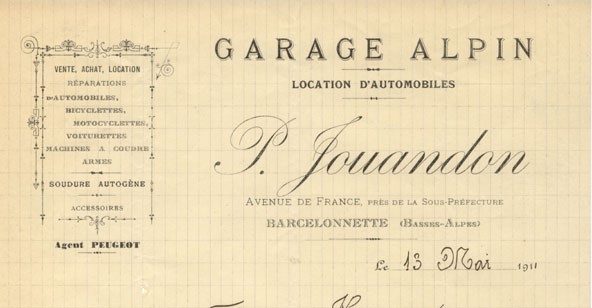 GARAGE ALPIN
LOCATION D'AUTOMOBILES
P. Jouandon
AVENUE DE FRANCE, PRÈS DE LA SOUS-PRÉFECTURE
BARCELONNETTE (BASSES-ALPES)
Le 13 Mai 1911
VENTE, ACHAT, LOCATION
RÉPARATIONS
D'AUTOMOBILES,
BICYCLETTES,
MOTOCYCLETTES,
VOITURETTES
MACHINES A COUDRE
ARMES
SOUDURE AUTOGÈNE
ACCESSOIRES
Agent PEUGEOT